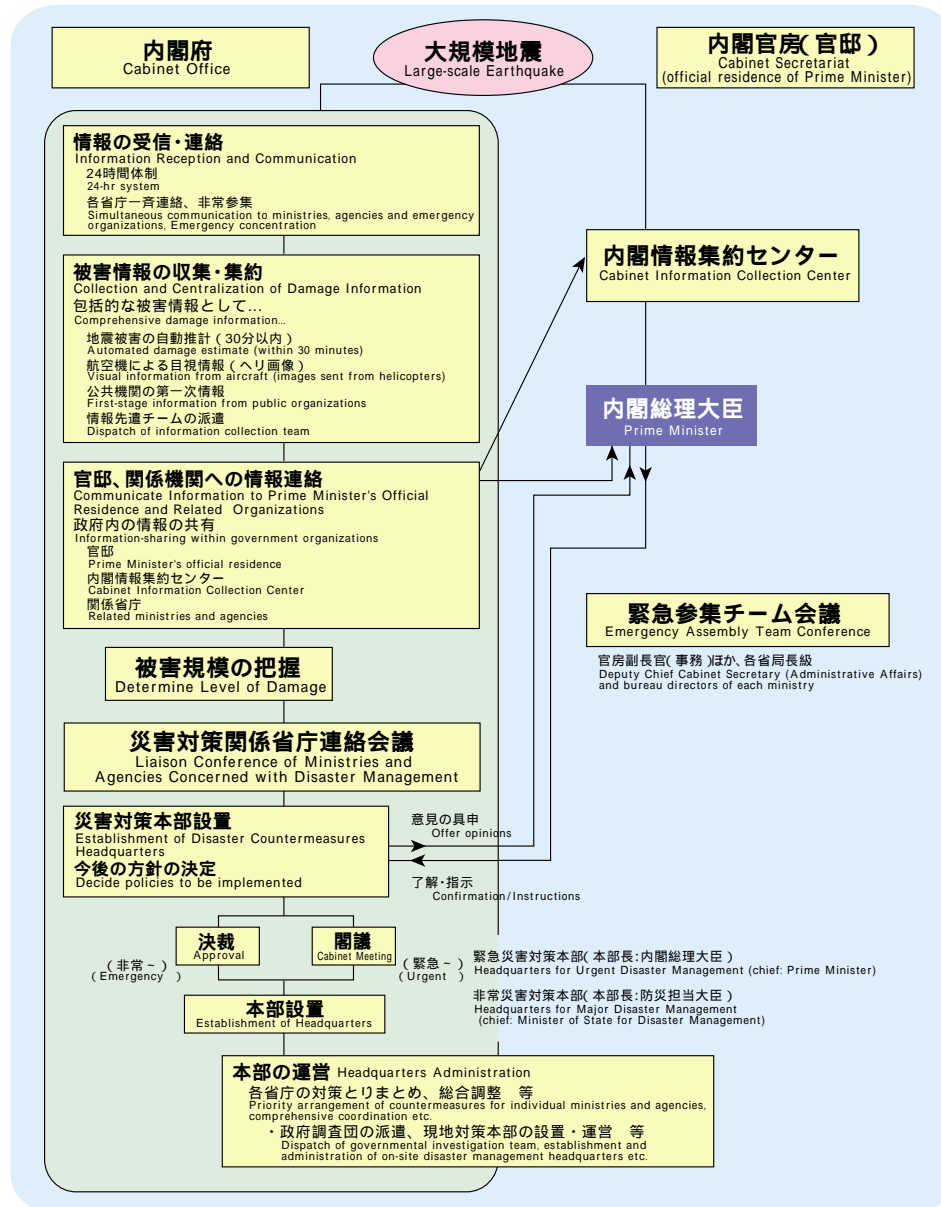 内閣府
Cabinet Office
大規模地震
Large-scale Earthquake
内閣官房(官邸)
Cabinet Secretariat
(official residence of Prime Minister)
情報の受信・連絡
Information Reception and Communication
24時間体制
24-hr system
各省庁一斉連絡、非常参集
Simultaneous communication to ministries, agencies and emergency
organizations, Emergency concentration
被害情報の収集・集約
Collection and Centralization of Damage Information
包括的な被害情報として...
Comprehensive damage information...
地震被害の自動推計(30分以内)
Automated damage estimate (within 30 minutes)
航空機による目視情報(ヘリ画像)
Visual information from aircraft (images sent from helicopters)
公共機関の第一次情報
First-stage information from public organizations
情報先遣チームの派遣
Dispatch of information collection team
内閣情報集約センター
Cabinet Information Collection Center
内閣総理大臣
Prime Minister
官邸、関係機関への情報連絡
Communicate Information to Prime Minister's Official
Residence and Related Organizations
政府内の情報の共有
Information-sharing within government organizations
官邸
Prime Minister's official residence
内閣情報集約センター
Cabinet Information Collection Center
関係省庁
Related ministries and agencies
緊急参集チーム会議
Emergency Assembly Team Conference
官房副長官(事務)ほか、各省局長級
Deputy Chief Cabinet Secretary (Administrative Affairs)
and bureau directors of each ministry
被害規模の把握
Determine Level of Damage
災害対策関係省庁連絡会議
Liaison Conference of Ministries and
Agencies Concerned with Disaster Management
災害対策本部設置
Establishment of Disaster Countermeasures
Headquarters
今後の方針の決定
Decide policies to be implemented
意見の具申
Offer opinions
了解・指示
Confirmation/Instructions
決裁
Approval
閣議
Cabinet Meeting
(非常~)
(Emergency )
(緊急~)
(Urgent )
緊急災害対策本部(本部長:内閣総理大臣)
Headquarters for Urgent Disaster Management (chief: Prime Minister)
非常災害対策本部(本部長:防災担当大臣)
Headquarters for Major Disaster Management
(chief: Minister of State for Disaster Management)
本部設置
Establishment of Headquarters
本部の運営 Headquarters Administration
各省庁の対策とりまとめ、総合調整 等
Priority arrangement of countermeasures for individual ministries and agencies,
comprehensive coordination etc.
・政府調査団の派遣、現地対策本部の設置・運営 等
Dispatch of governmental investigation team, establishment and
administration of on-site disaster management headquarters etc.